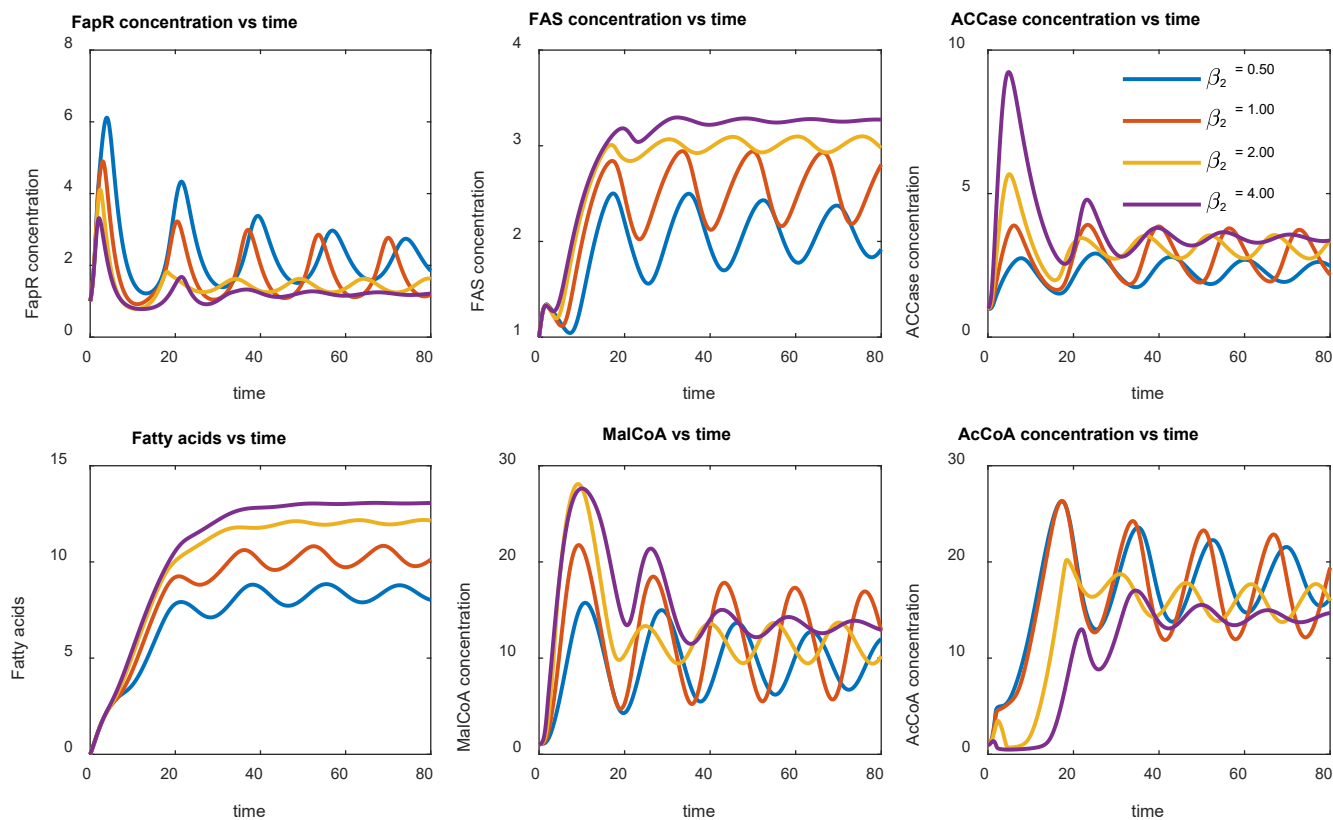 FapR concentration vs time
FapR concentration
8
6
4
2
0
0 20 40 60 80
time
FAS concentration vs time
FAS concentration
4
3
2
1
0 20 40 60 80
time
ACCase concentration vs time
ACCase concentration
10
5
0
0 20 40 60 80
time
β2 = 0.50
β2 = 1.00
β2 = 2.00
β2 = 4.00
Fatty acids vs time
Fatty acids
15
10
5
0
0 20 40 60 80
time
MalCoA vs time
MalCoA concentration
30
20
10
0
0 20 40 60 80
time
AcCoA concentration vs time
AcCoA concentration
30
20
10
0
0 20 40 60 80
time